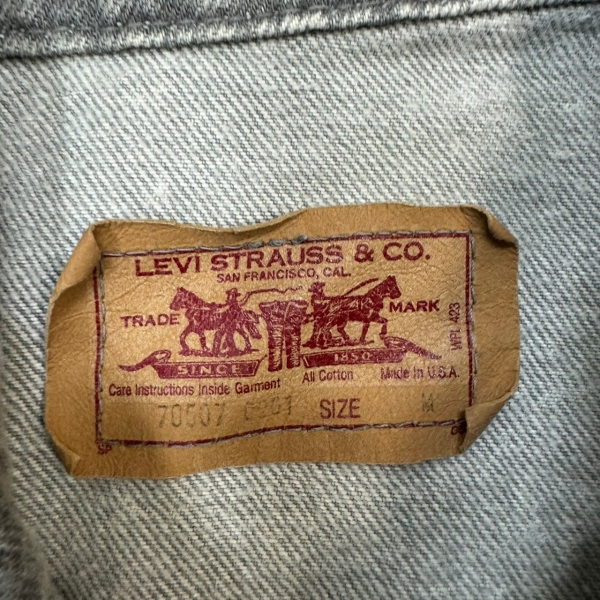 LEVI STRAUSS & CO.
SAN FRANCISCO, CAL.
TRADE MARK
WPL 423
SINCE 1850
Care Instructions Inside Garment All Cotton Made In U.S.A.
70507 SIZE M